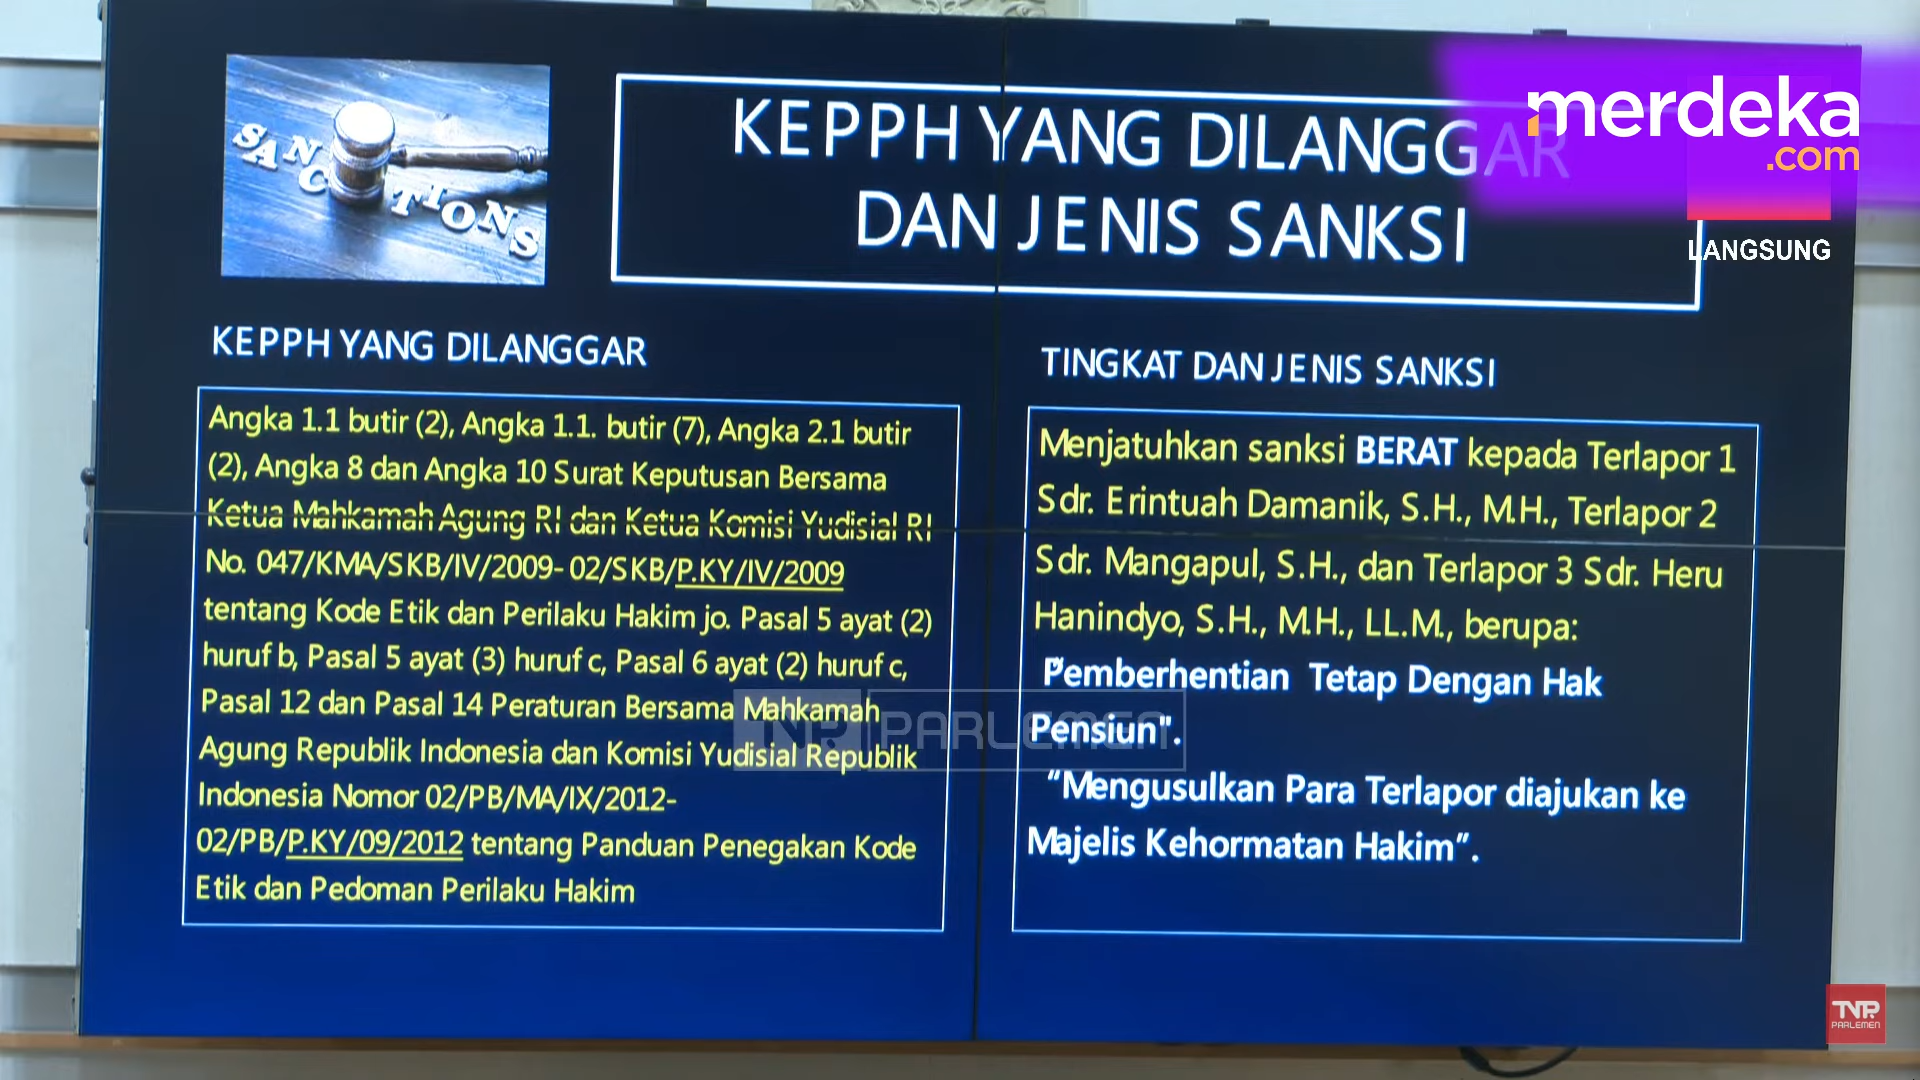 SANCTIONS
KEPPH YANG DILANGGAR
DAN JENIS SANKSI
merdeka
.com
LANGSUNG
KEPPH YANG DILANGGAR
Angka 1.1 butir (2), Angka 1.1. butir (7), Angka 2.1 butir
(2), Angka 8 dan Angka 10 Surat Keputusan Bersama
Ketua Mahkamah Agung RI dan Ketua Komisi Yudisial RI
No. 047/KMA/SKB/IV/2009- 02/SKB/P.KY/IV/2009
tentang Kode Etik dan Perilaku Hakim jo. Pasal 5 ayat (2)
huruf b, Pasal 5 ayat (3) huruf c, Pasal 6 ayat (2) huruf c,
Pasal 12 dan Pasal 14 Peraturan Bersama Mahkamah
Agung Republik Indonesia dan Komisi Yudisial Republik
Indonesia Nomor 02/PB/MA/IX/2012-
02/PB/P.KY/09/2012 tentang Panduan Penegakan Kode
Etik dan Pedoman Perilaku Hakim
TINGKAT DAN JENIS SANKSI
Menjatuhkan sanksi BERAT kepada Terlapor 1
Sdr. Erintuah Damanik, S.H., M.H., Terlapor 2
Sdr. Mangapul, S.H., dan Terlapor 3 Sdr. Heru
Hanindyo, S.H., M.H., LL.M., berupa:
"Pemberhentian Tetap Dengan Hak
Pensiun".
“Mengusulkan Para Terlapor diajukan ke
Majelis Kehormatan Hakim”.
TVR PARLEMEN
TVR
PARLEMEN